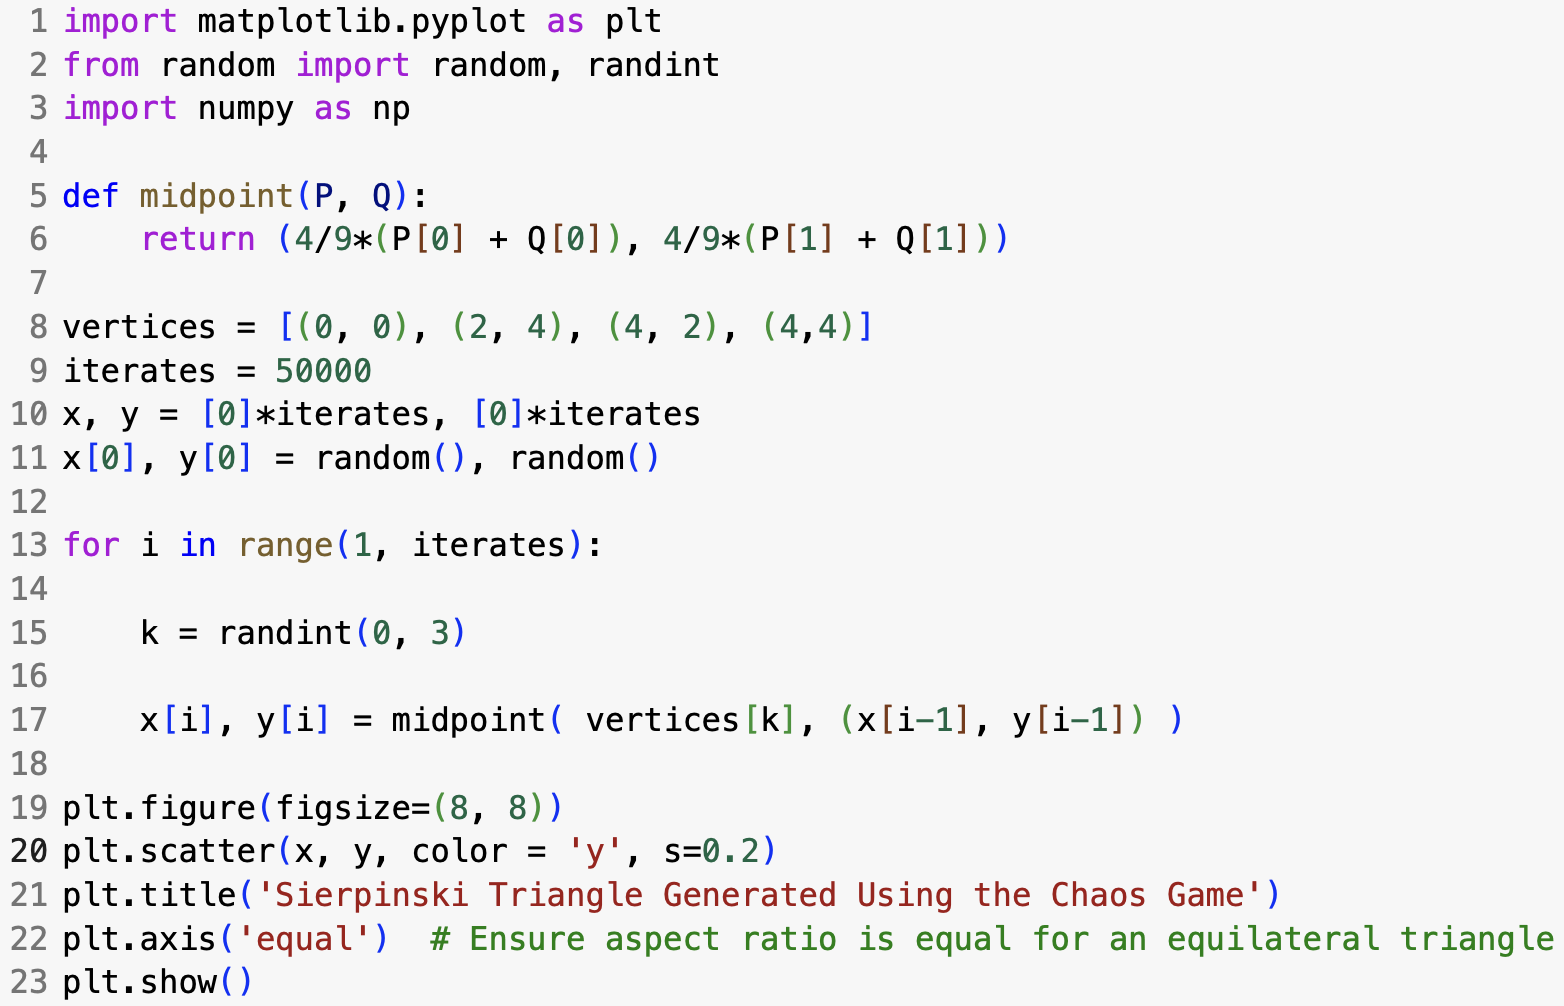 1 import matplotlib.pyplot as plt
2 from random import random, randint
3 import numpy as np
4
5 def midpoint(P, Q):
6     return (4/9*(P[0] + Q[0]), 4/9*(P[1] + Q[1]))
7
8 vertices = [(0, 0), (2, 4), (4, 2), (4,4)]
9 iterates = 50000
10 x, y = [0]*iterates, [0]*iterates
11 x[0], y[0] = random(), random()
12
13 for i in range(1, iterates):
14
15     k = randint(0, 3)
16
17     x[i], y[i] = midpoint( vertices[k], (x[i-1], y[i-1]) )
18
19 plt.figure(figsize=(8, 8))
20 plt.scatter(x, y, color = 'y', s=0.2)
21 plt.title('Sierpinski Triangle Generated Using the Chaos Game')
22 plt.axis('equal')  # Ensure aspect ratio is equal for an equilateral triangle
23 plt.show()